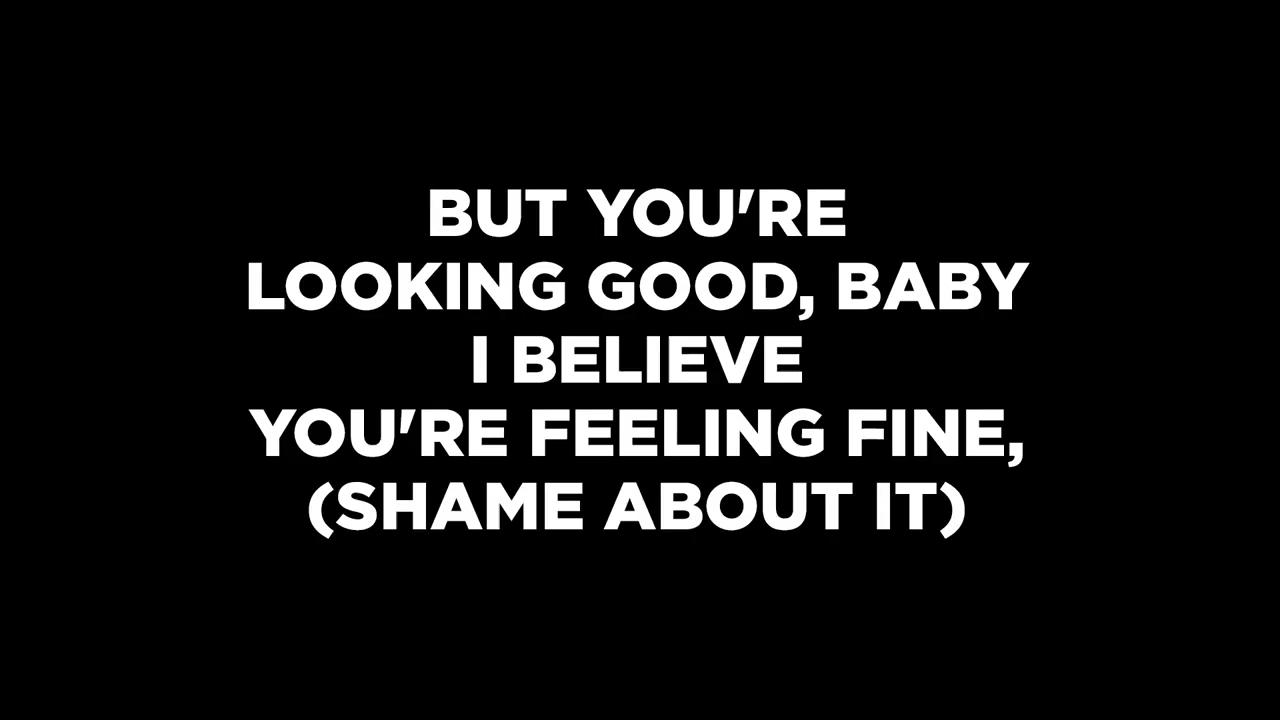 BUT YOU'RE
LOOKING GOOD, BABY
I BELIEVE
YOU'RE FEELING FINE,
(SHAME ABOUT IT)